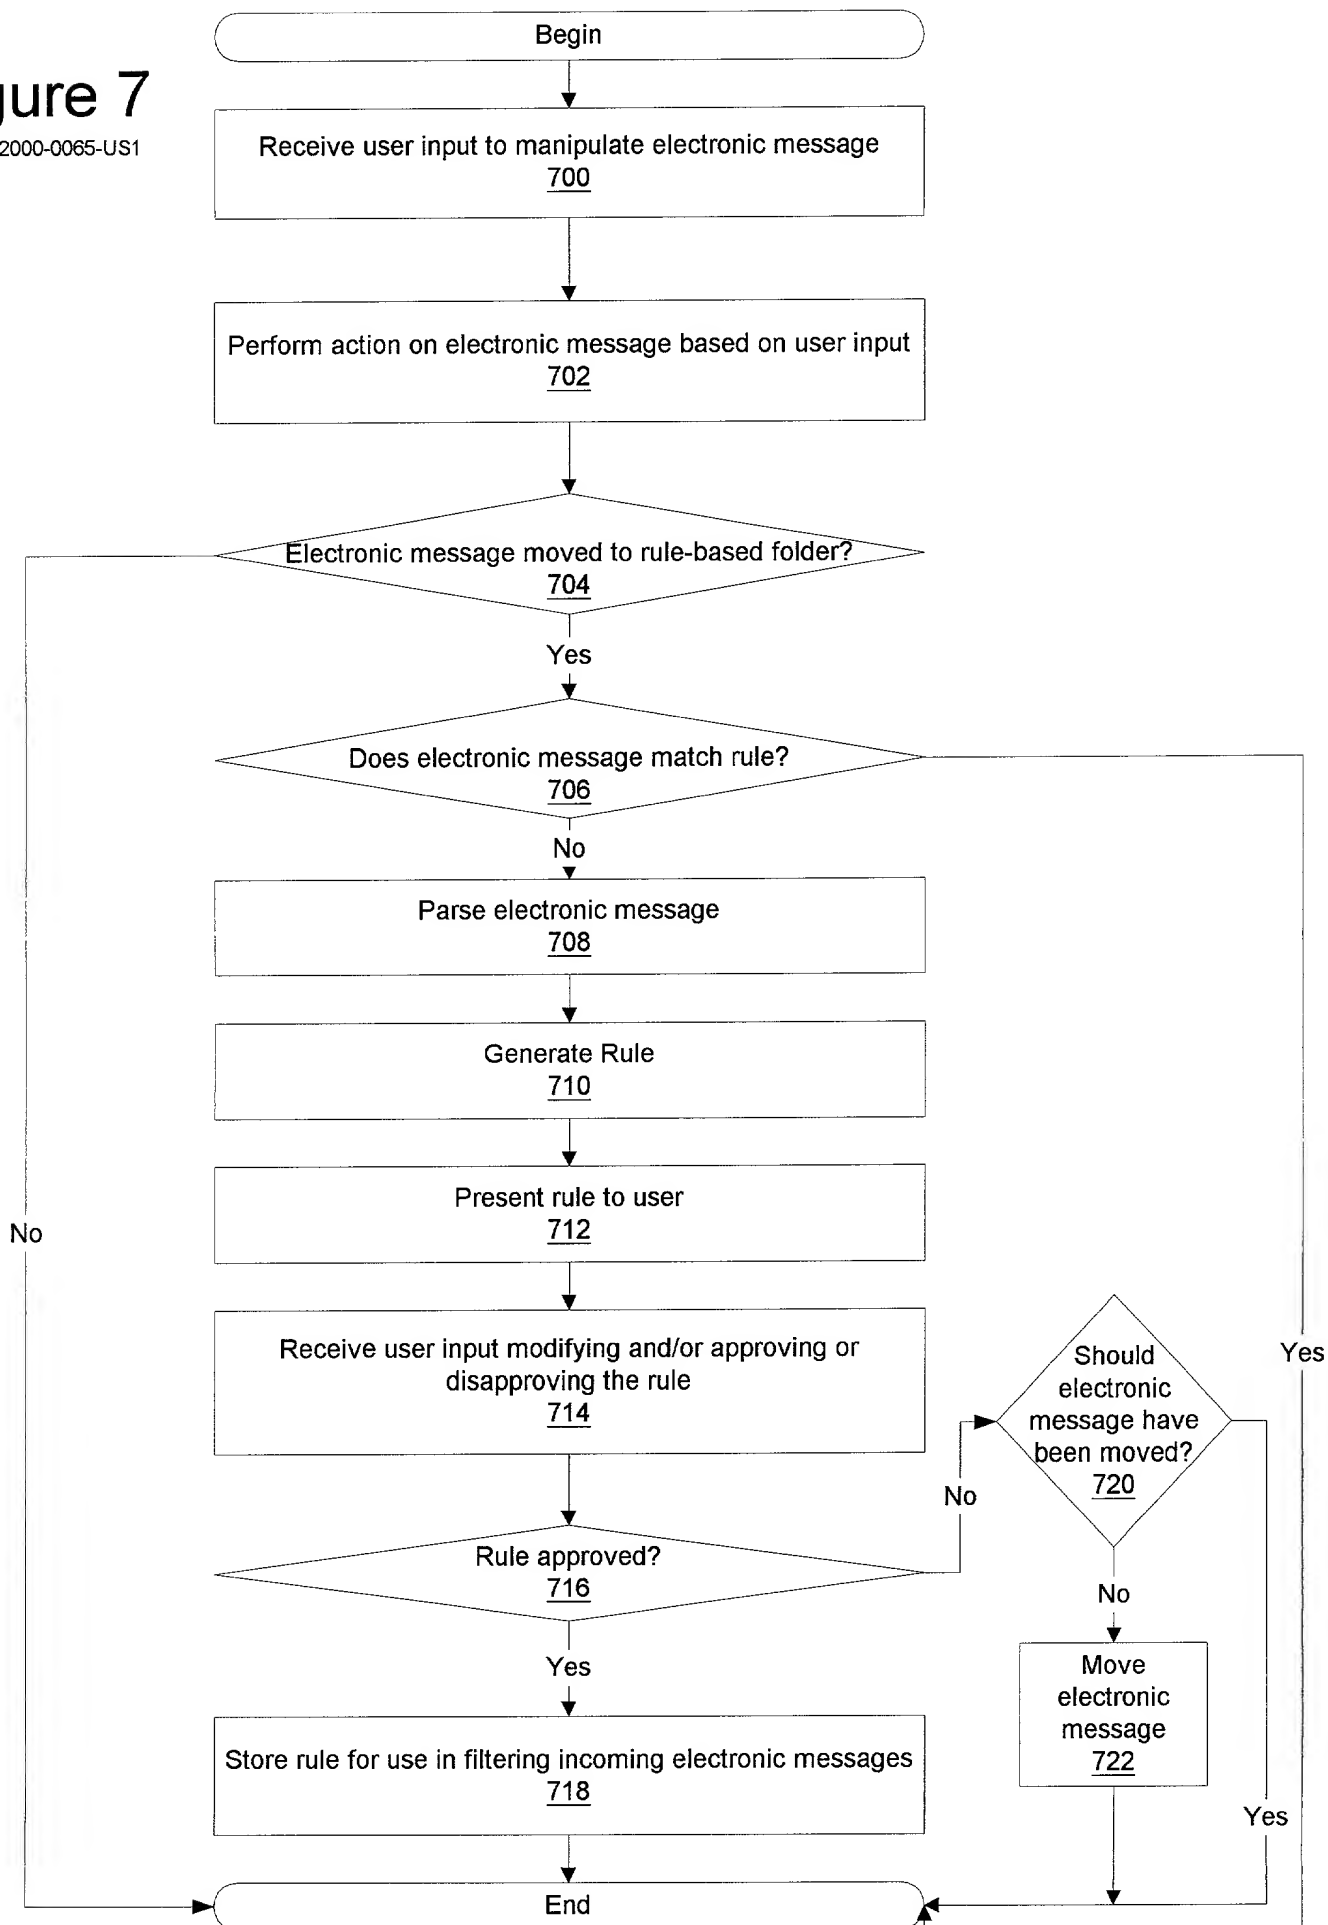 Begin
gure 7
2000-0065-US1
Receive user input to manipulate electronic message
700
Perform action on electronic message based on user input
702
Electronic message moved to rule-based folder?
704
Yes
Does electronic message match rule?
706
No
Parse electronic message
708
Generate Rule
710
Present rule to user
712
No
Receive user input modifying and/or approving or
disapproving the rule
714
Should
electronic
message have
been moved?
720
Yes
No
Rule approved?
716
No
Yes
Move
electronic
message
722
Store rule for use in filtering incoming electronic messages
718
Yes
End